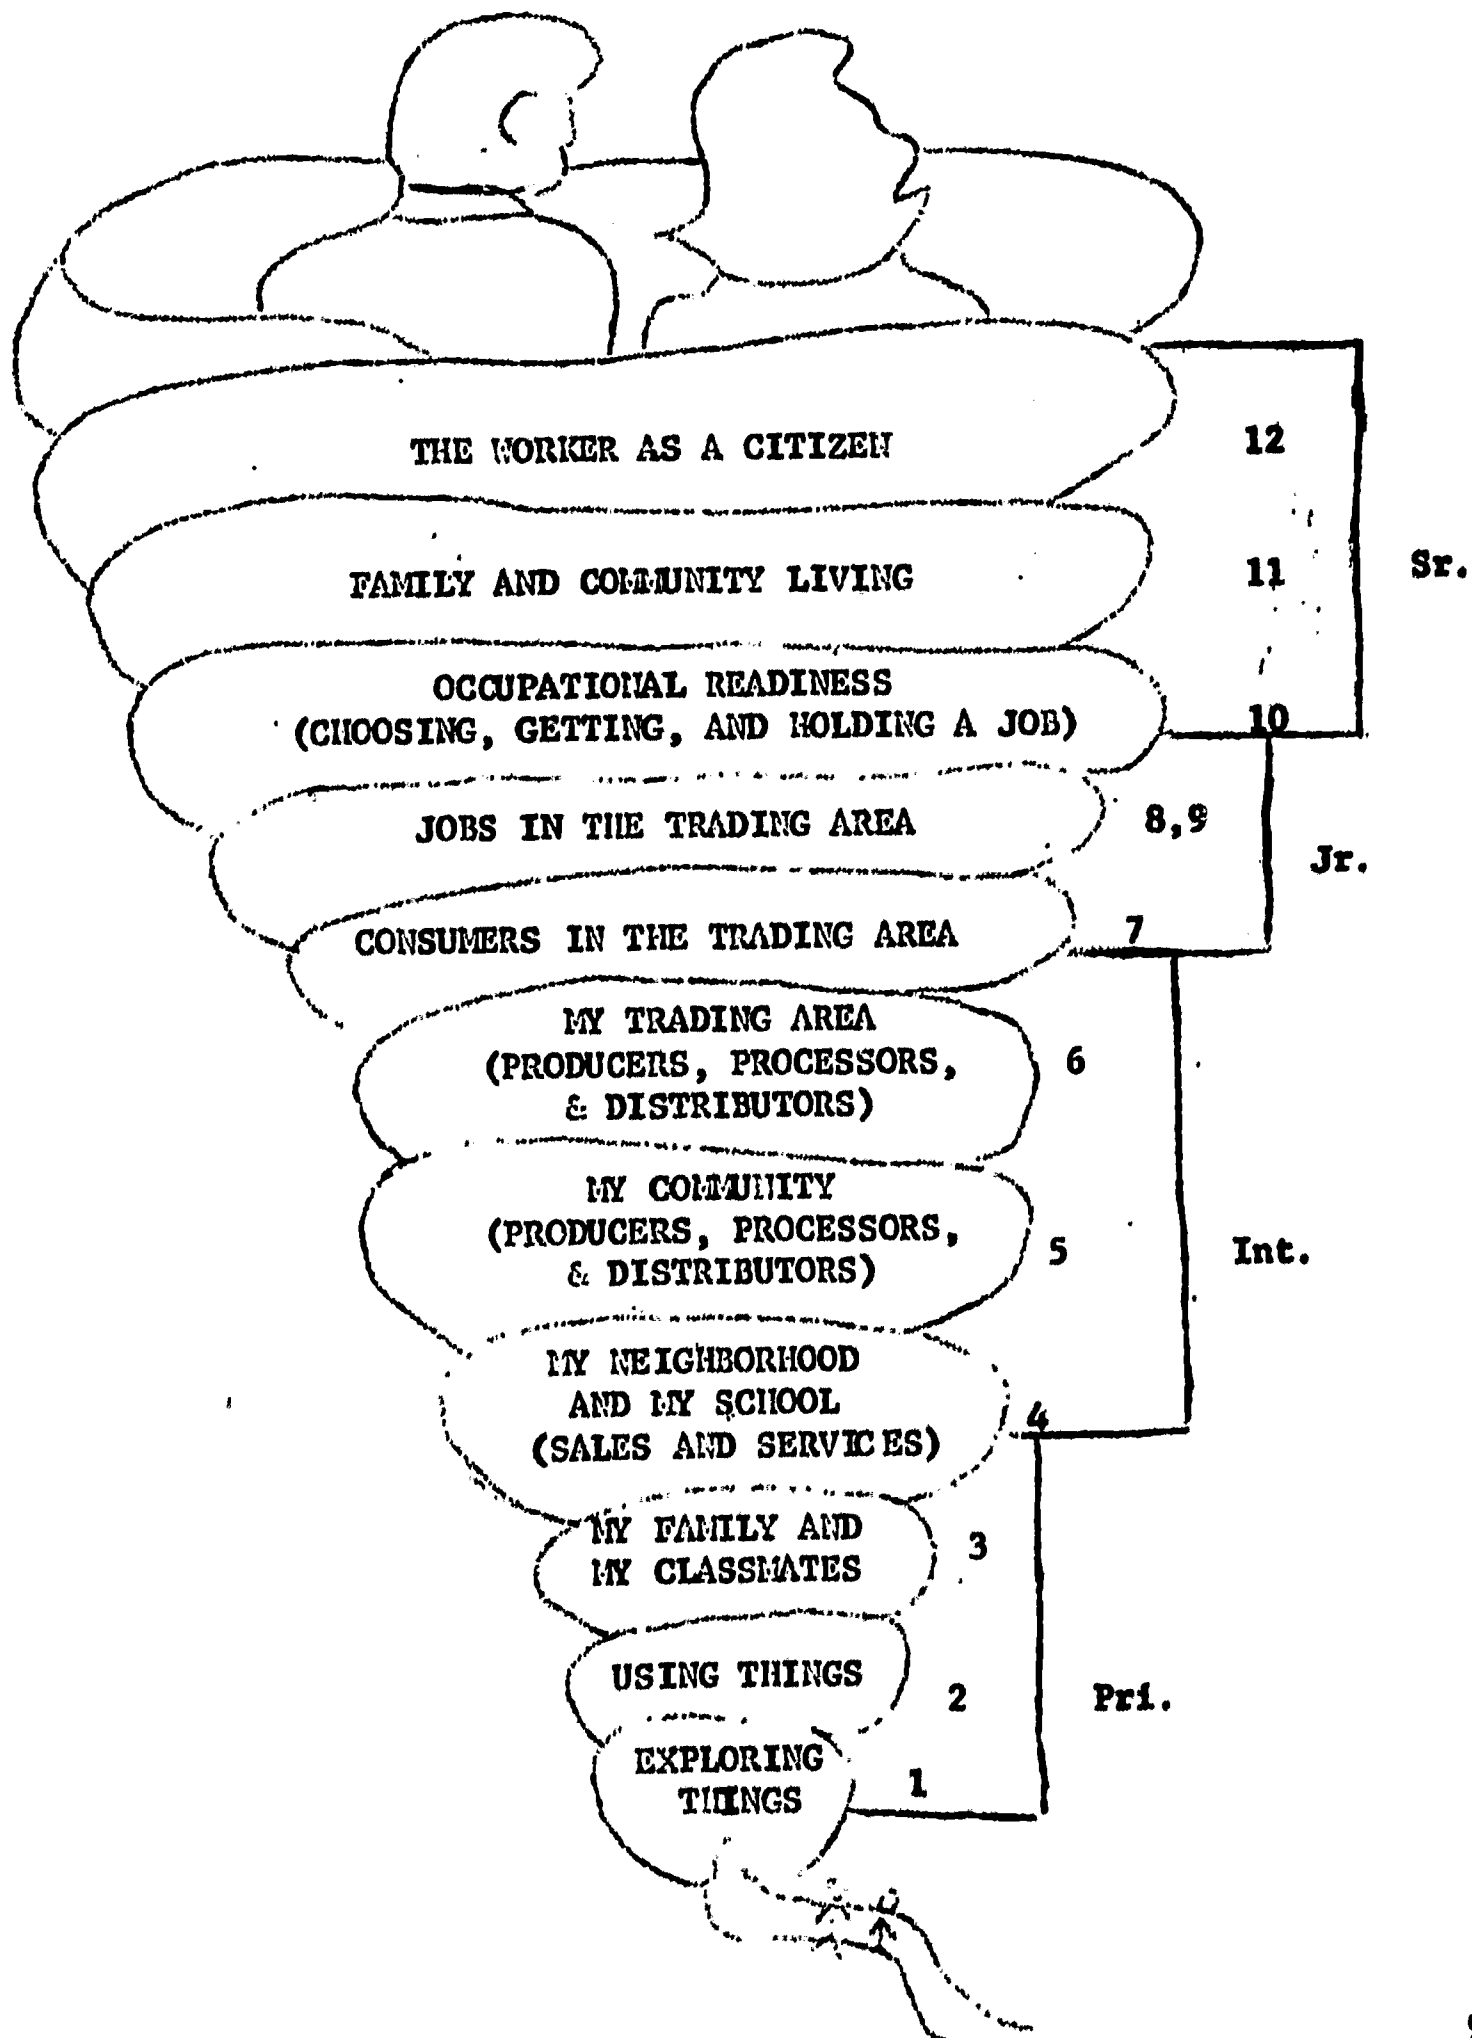 THE WORKER AS A CITIZEN 12
FAMILY AND COMMUNITY LIVING 11
Sr.
OCCUPATIONAL READINESS
(CHOOSING, GETTING, AND HOLDING A JOB) 10
JOBS IN THE TRADING AREA 8,9
Jr.
CONSUMERS IN THE TRADING AREA 7
MY TRADING AREA
(PRODUCERS, PROCESSORS, 6
& DISTRIBUTORS)
MY COMMUNITY
(PRODUCERS, PROCESSORS, 5
& DISTRIBUTORS)
Int.
MY NEIGHBORHOOD
AND MY SCHOOL 4
(SALES AND SERVICES)
MY FAMILY AND 3
MY CLASSMATES
USING THINGS 2
Pri.
EXPLORING 1
THINGS